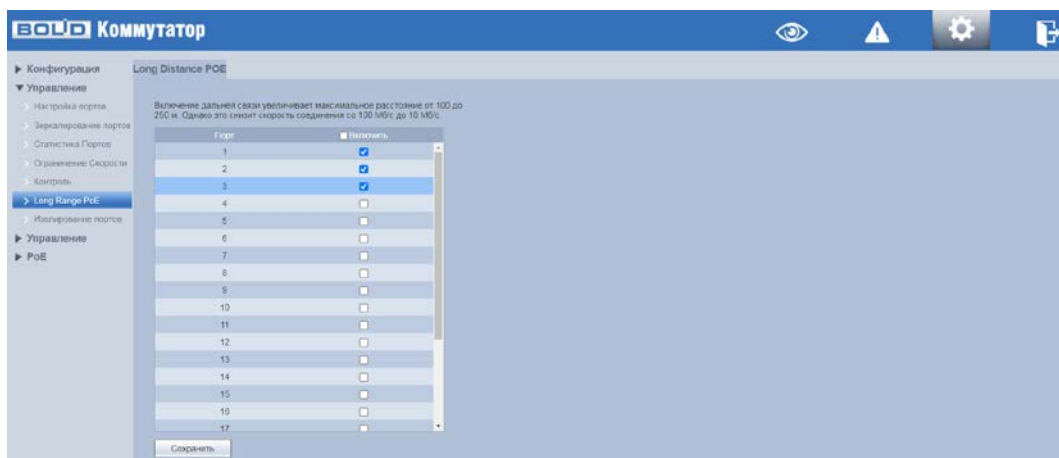 BOLID Коммутатор
Конфигурация
Управление
Настройка портов
Зеркалирование портов
Статистика Портов
Ограничение Скорости
Контроль
Long Range PoE
Изолирование портов
Управление
PoE
Long Distance POE
Включение дальней связи увеличивает максимальное расстояние от 100 до
250 м. Однако это снизит скорость соединения со 100 Мб/с до 10 Мб/с.
Порт Включить
1
2
3
4
5
6
7
8
9
10
11
12
13
14
15
16
17
Сохранить